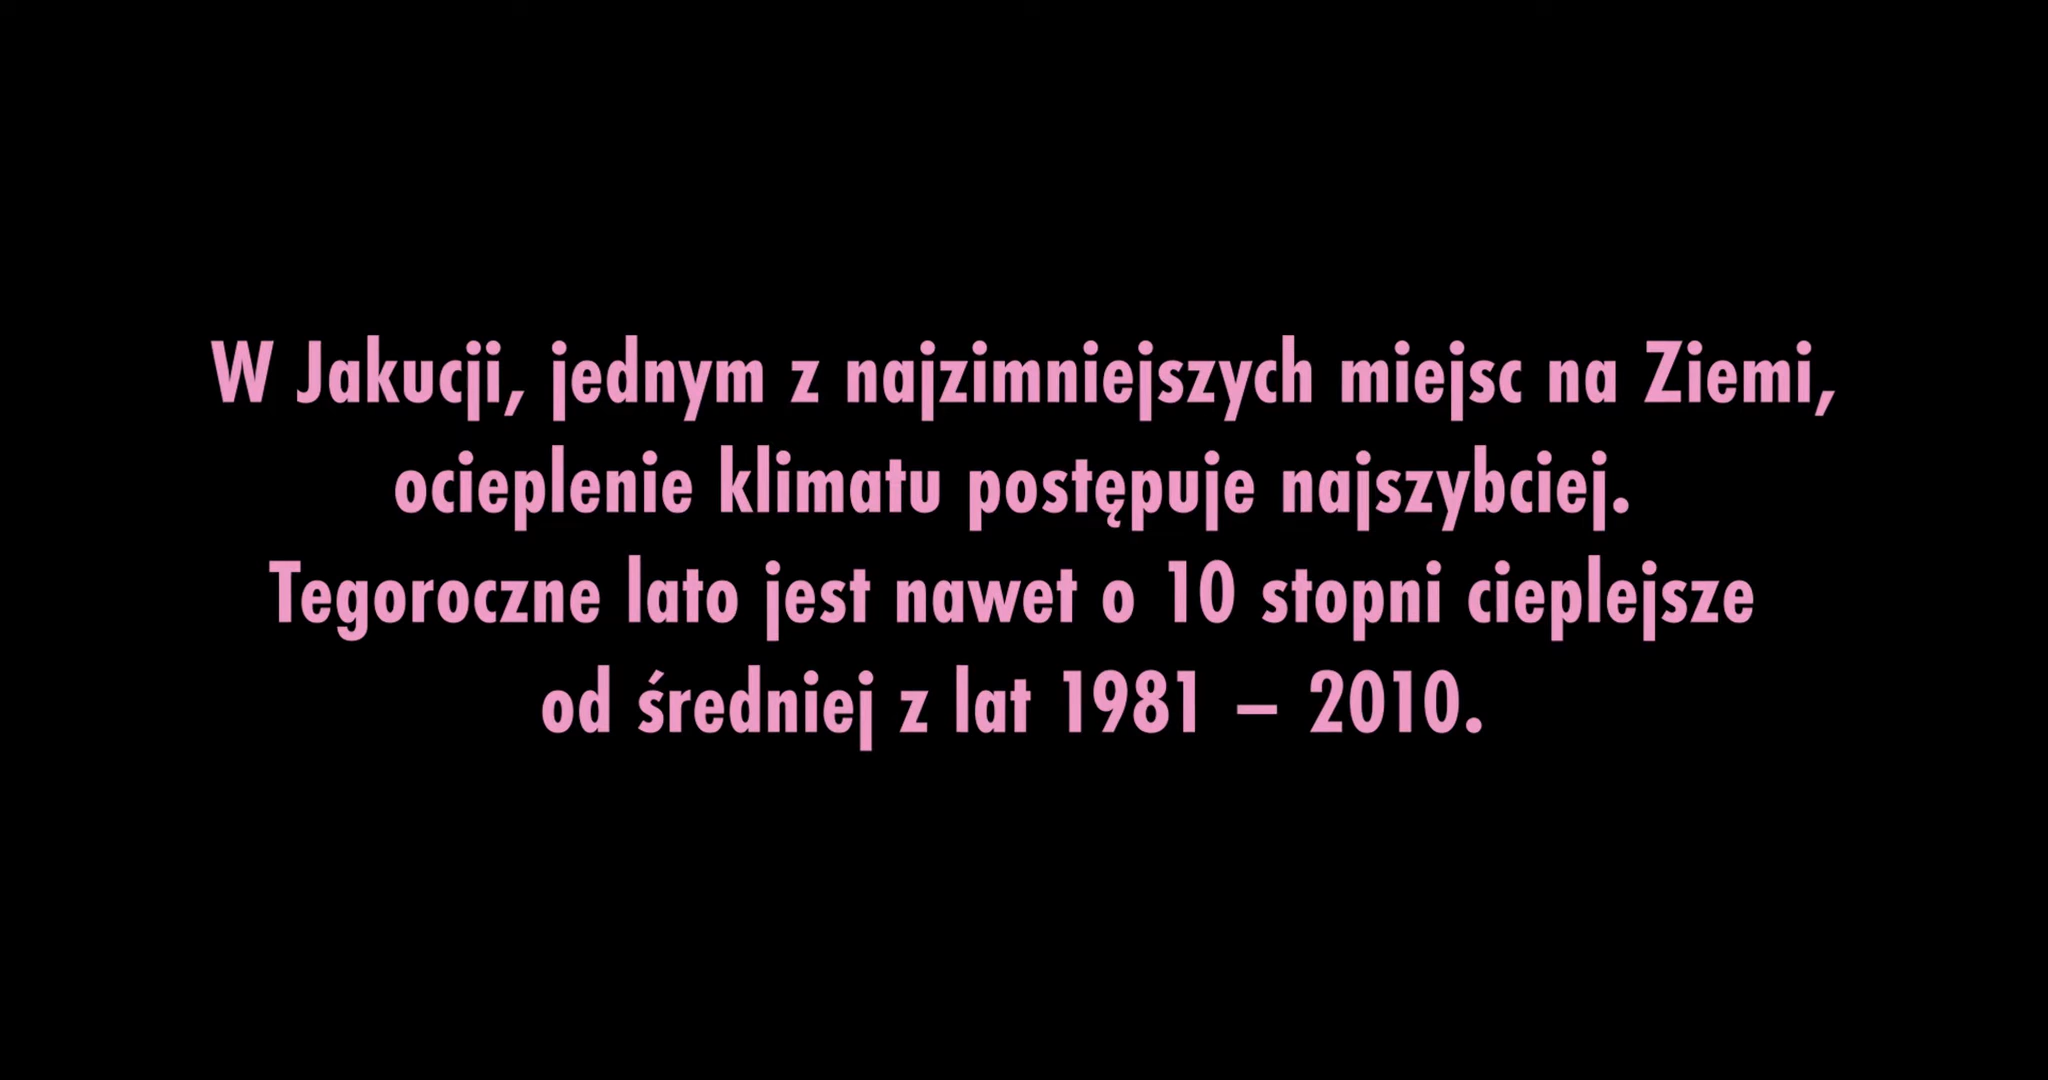 W Jakucji, jednym z najzimniejszych miejsc na Ziemi,
ocieplenie klimatu postępuje najszybciej.
Tegoroczne lato jest nawet o 10 stopni cieplejsze
od średniej z lat 1981 – 2010.